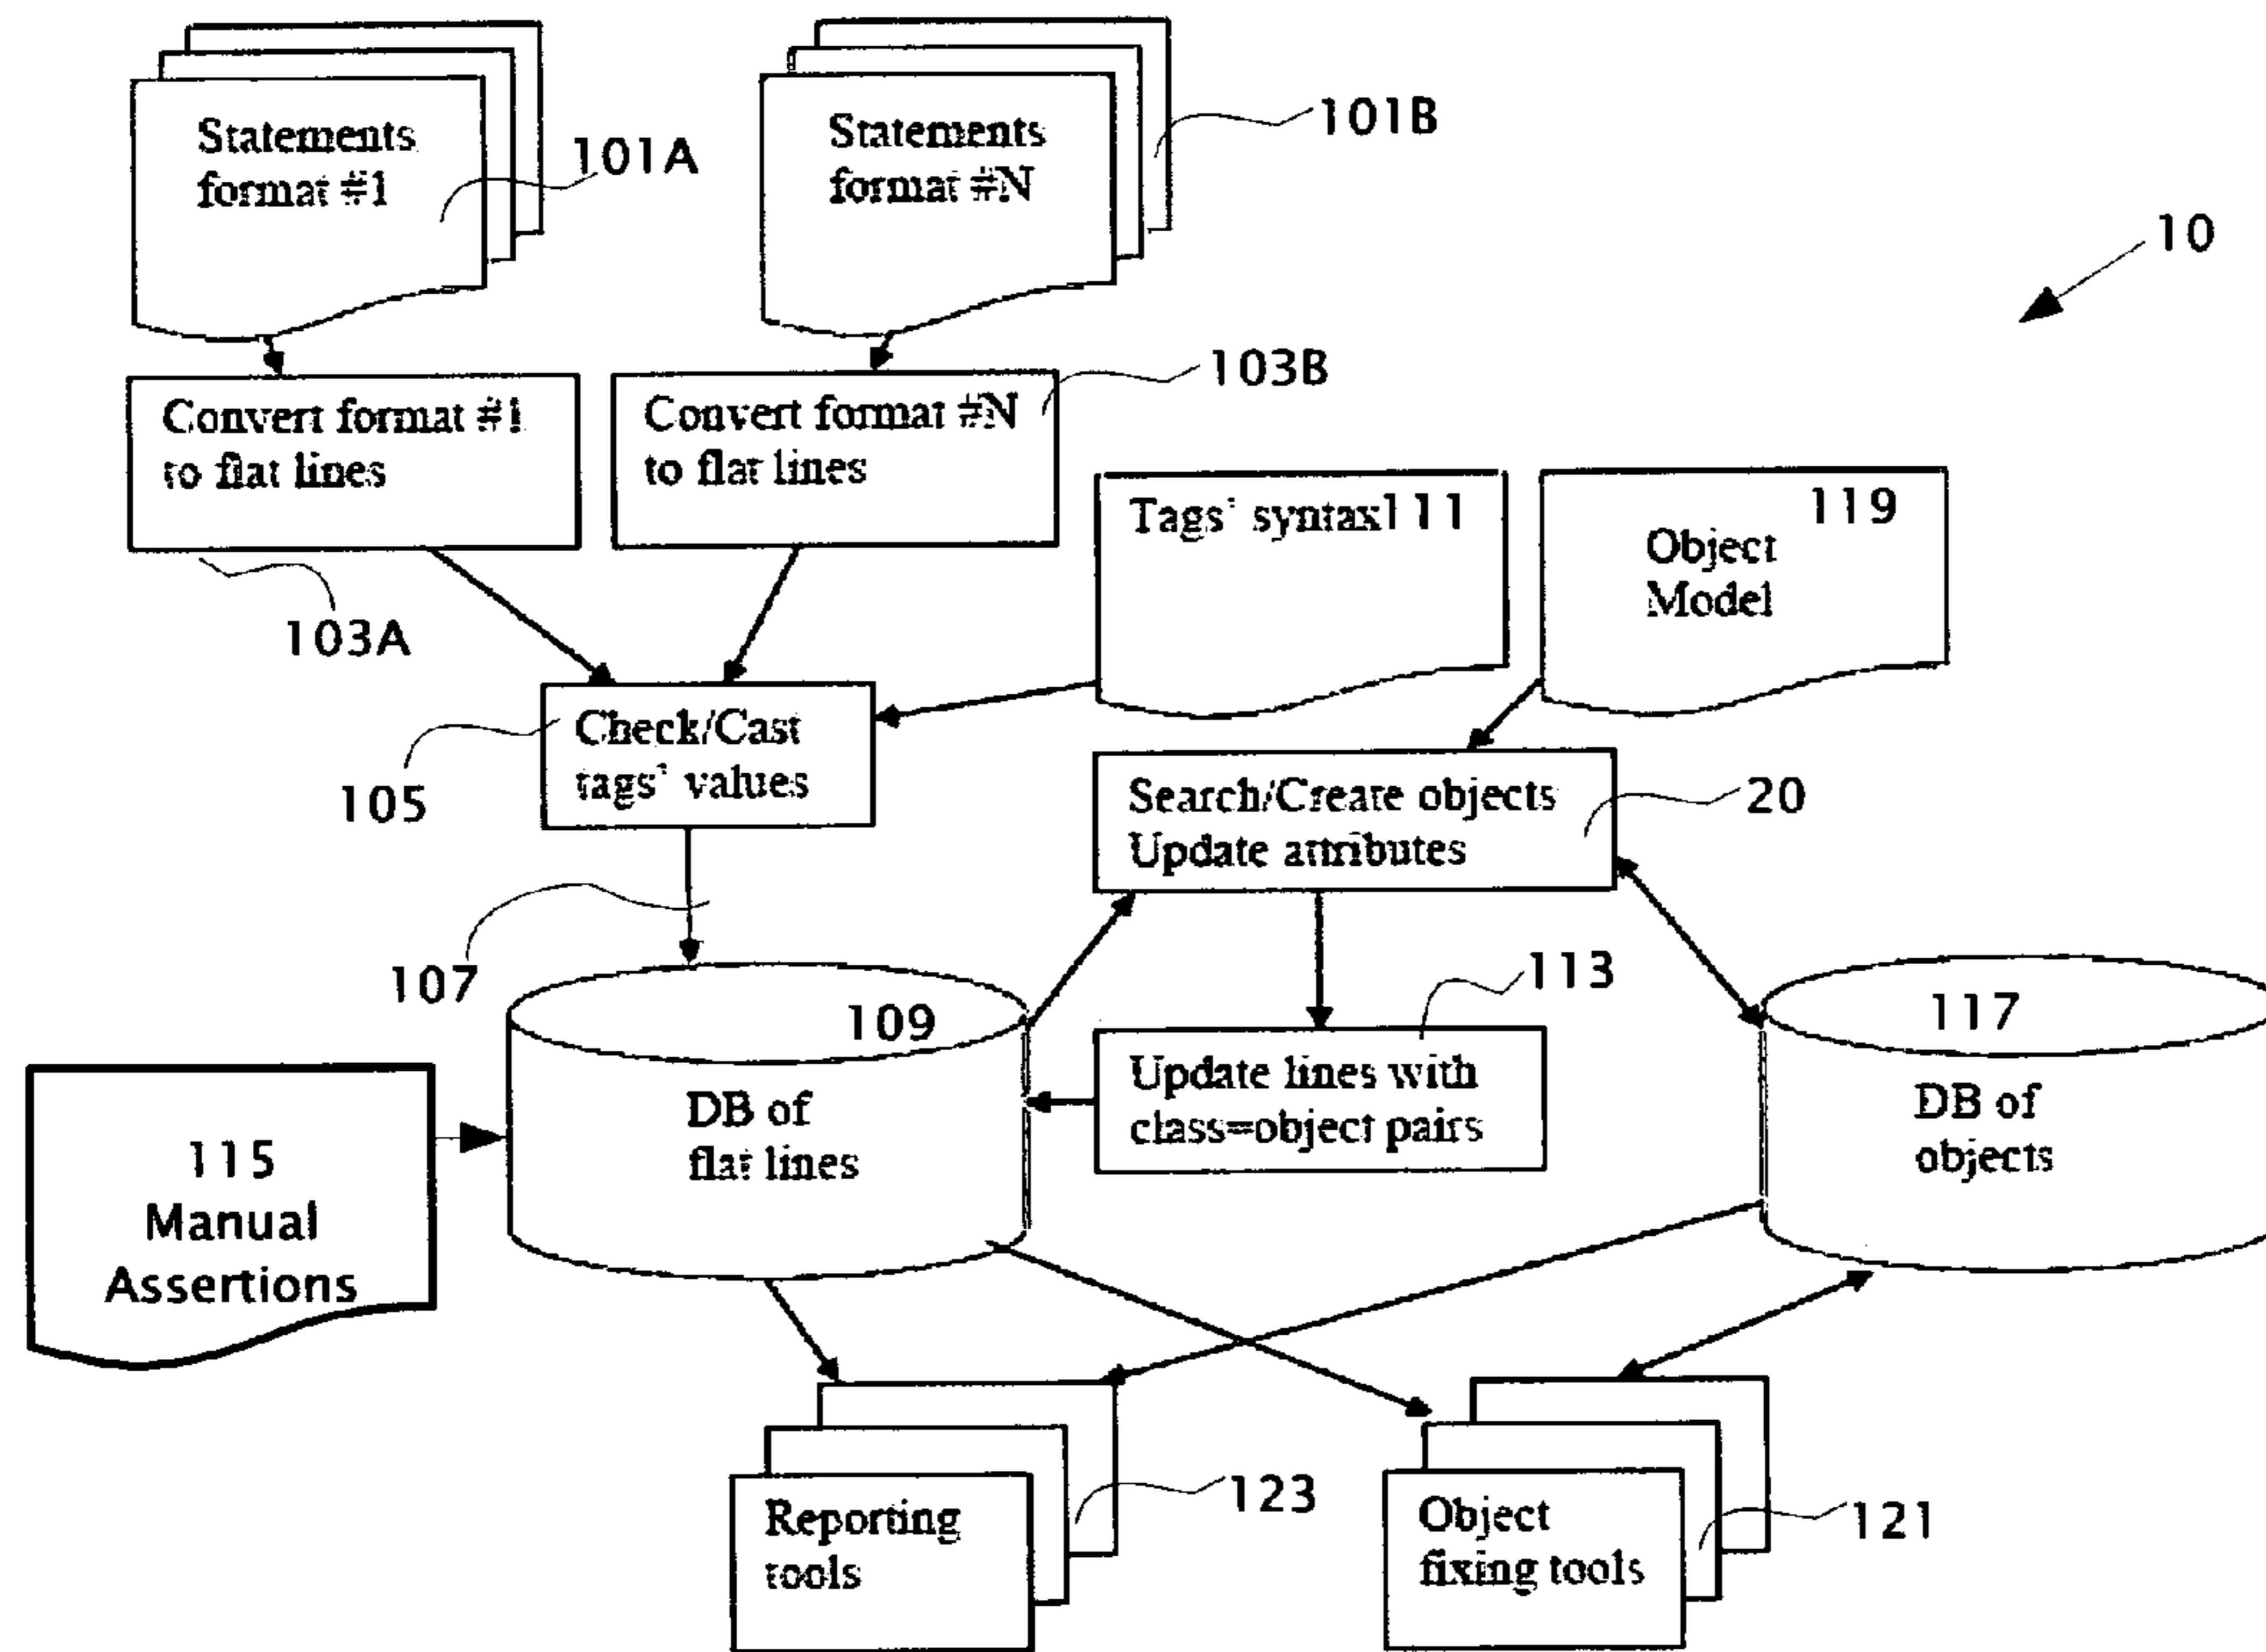 Statements
format #1
101A
Statements
format #N
101B
10
Convert format #1
to flat lines
103A
Convert format #N
to flat lines
103B
Tags' syntax111
119
Object
Model
Check/Cast
tags' values
105
Search/Create objects
Update attributes
20
107
109
DB of
flat lines
113
Update lines with
class=object pairs
117
DB of
objects
115
Manual
Assertions
Reporting
tools
123
Object
fixing tools
121